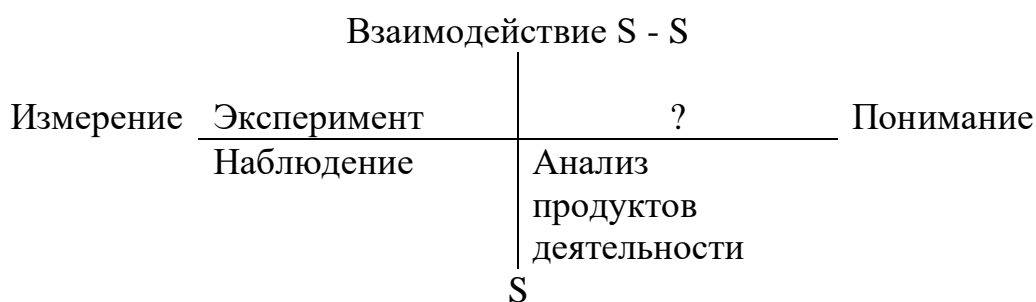 Взаимодействие S - S
Измерение Эксперимент ? Понимание
Наблюдение Анализ
продуктов
деятельности
S